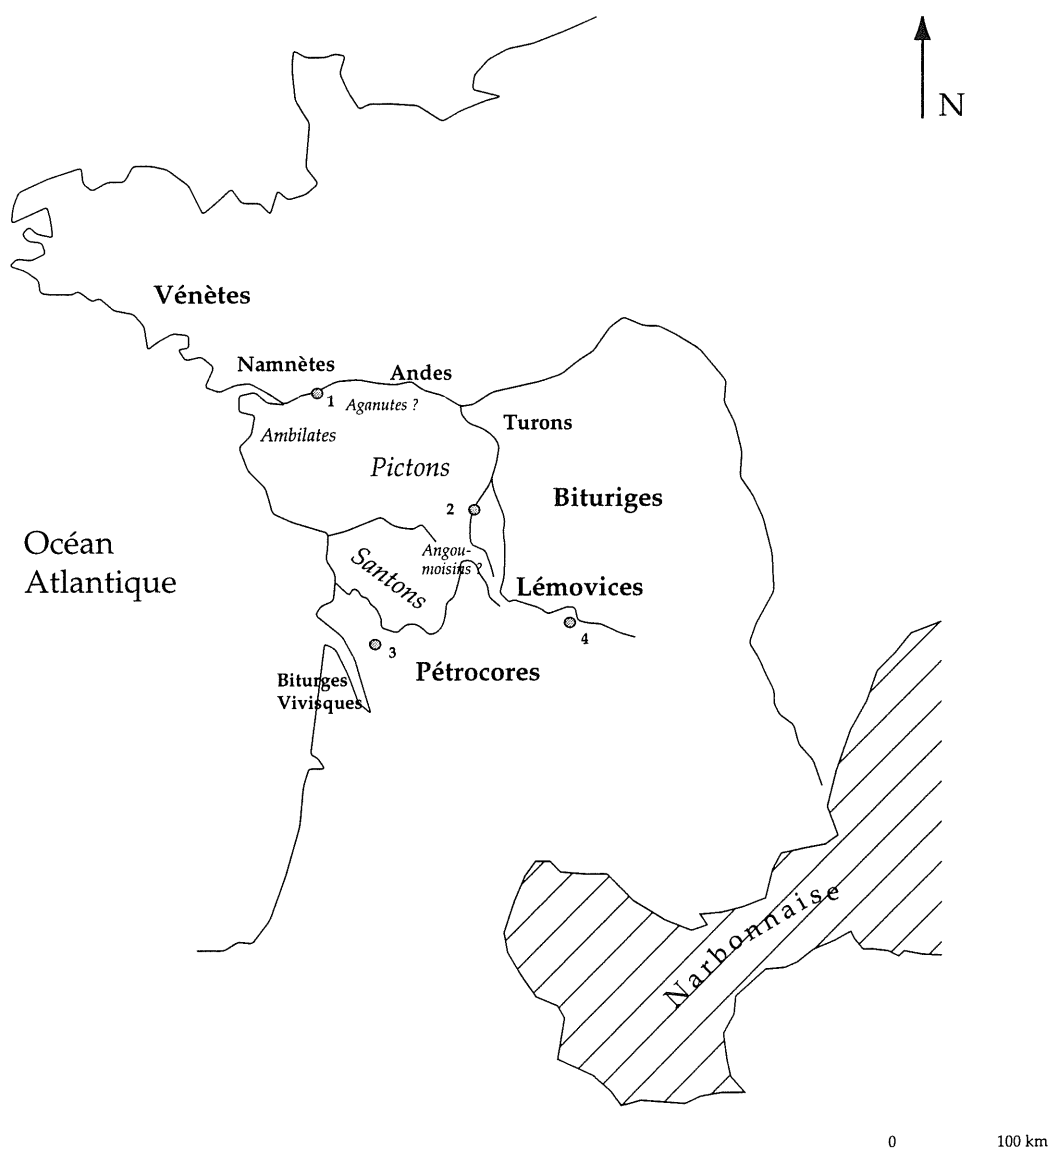 N
Vénètes
Namnètes
Andes
1
Aganutes ?
Turons
Ambilates
Pictons
Bituriges
2
Océan
Atlantique
Angou-
moisins ?
Santons
Lémovices
4
3
Pétrocores
Biturges
Vivisques
Narbonnaise
0 100 km